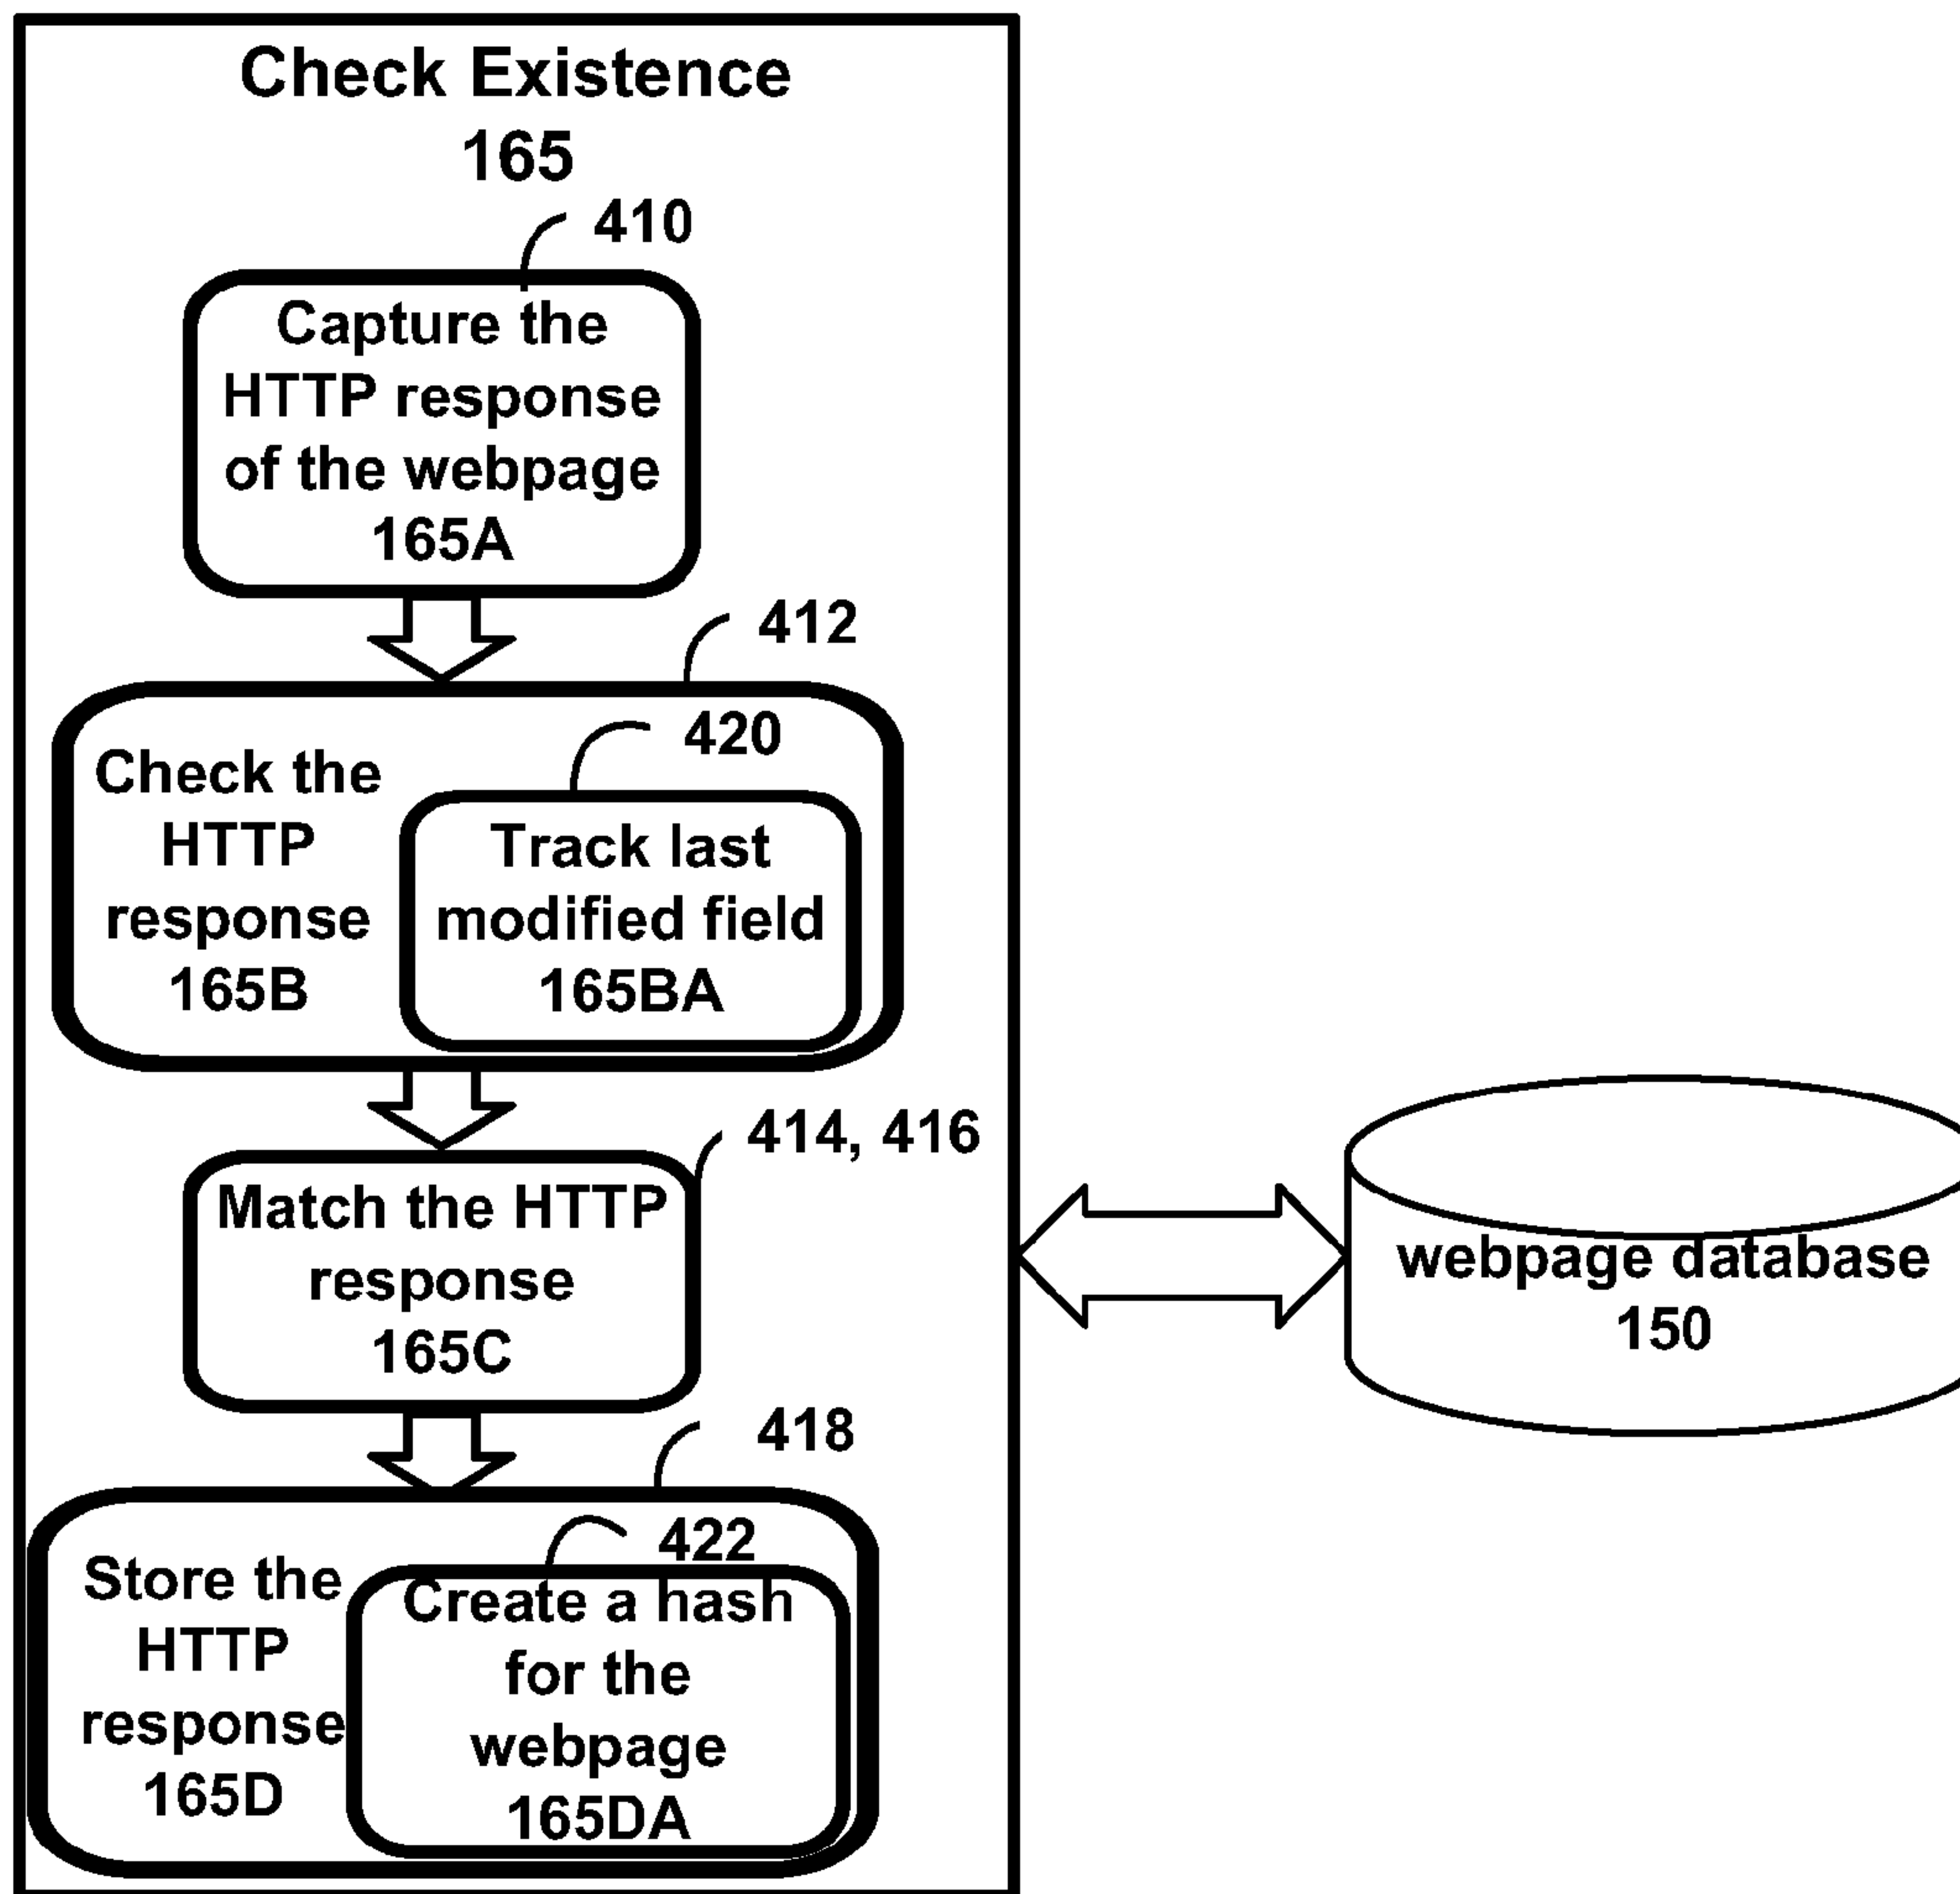 Check Existence
165
410
Capture the
HTTP response
of the webpage
165A
412
420
Check the
HTTP
response
165B
Track last
modified field
165BA
414, 416
Match the HTTP
response
165C
webpage database
150
418
422
Store the
HTTP
response
165D
Create a hash
for the
webpage
165DA